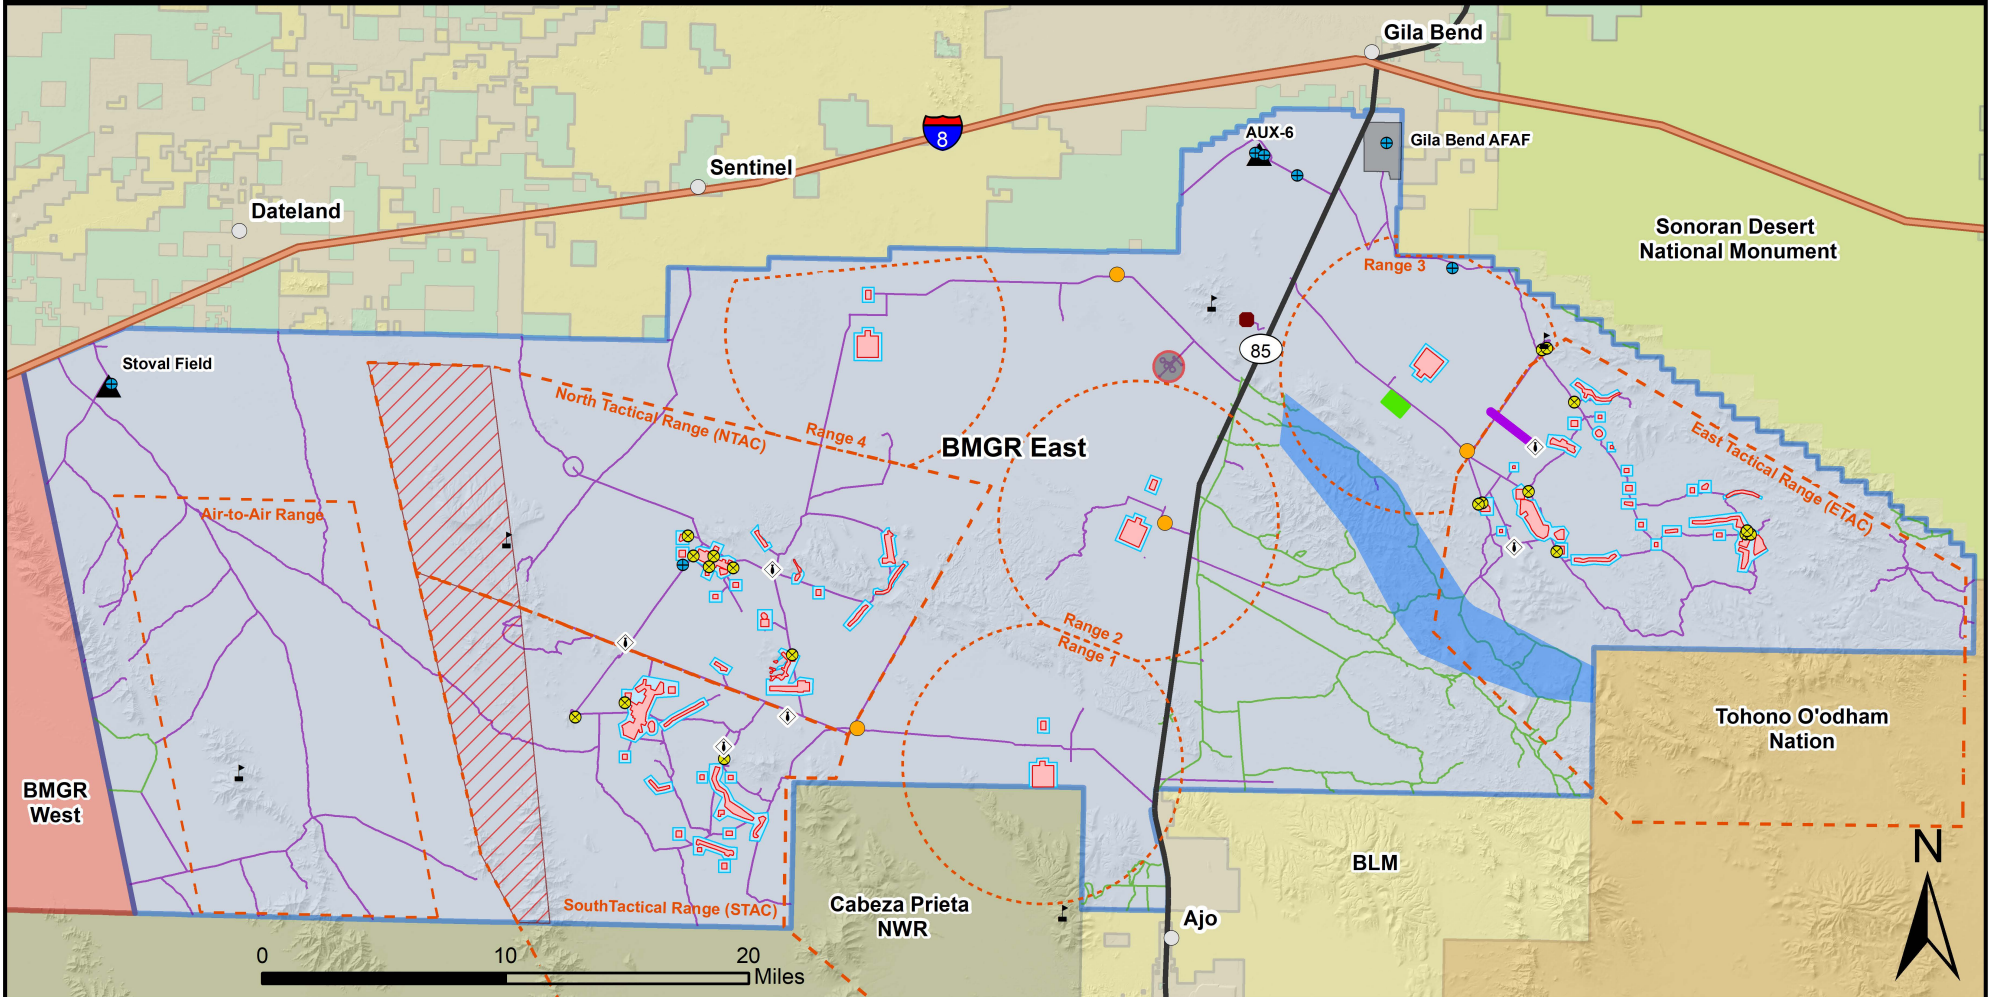 Gila Bend
AUX-6
Gila Bend AFAF
8
Sentinel
Dateland
Sonoran Desert
National Monument
Range 3
Stoval Field
85
North Tactical Range (NTAC)
Range 4
BMGR East
East Tactical Range (ETAC)
Air-to-Air Range
Range 2
Range 1
Tohono O'odham
Nation
BMGR
West
BLM
N
SouthTactical Range (STAC)
Cabeza Prieta
NWR
Ajo
0 10 20
Miles